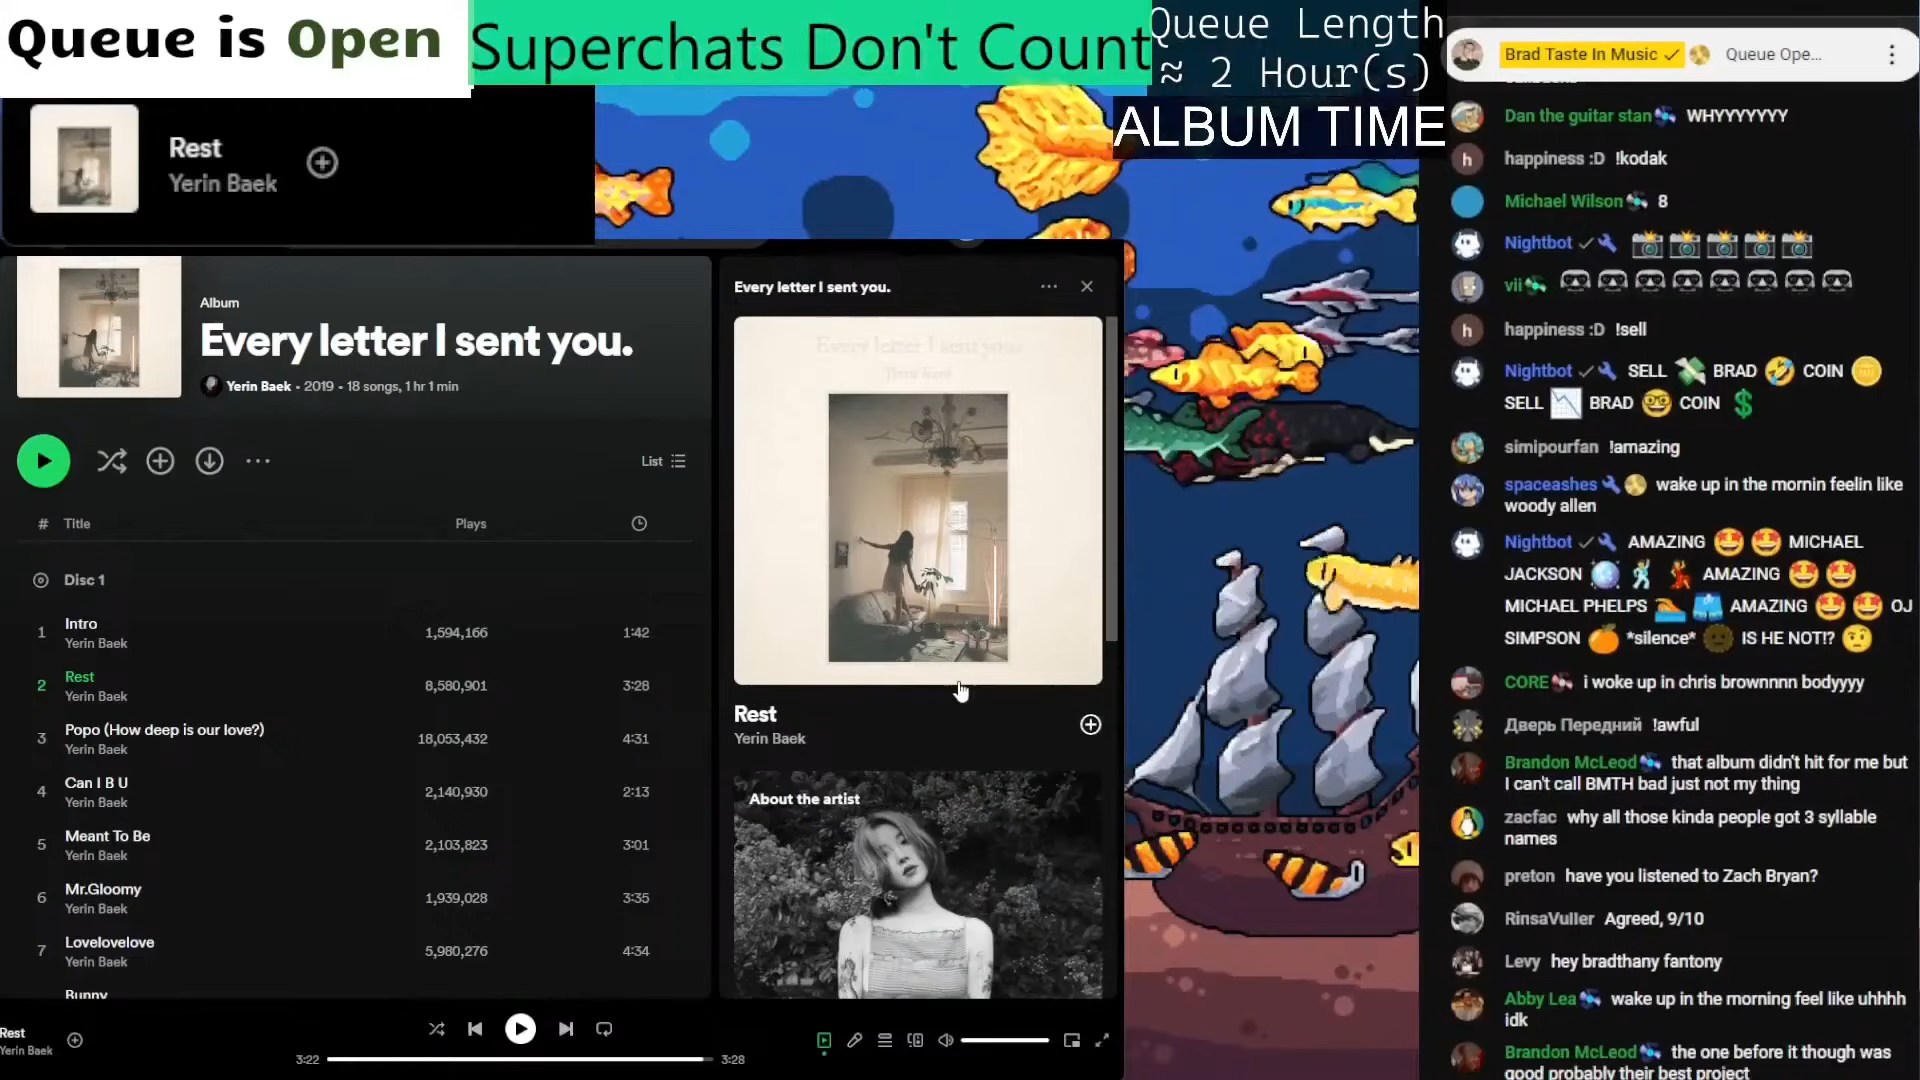 Queue is Open
Superchats Don't Count
Queue Length
≈ 2 Hour(s)
ALBUM TIME
Rest
Yerin Baek
Album
Every letter I sent you.
Yerin Baek • 2019 • 18 songs, 1 hr 1 min
List
# Title Plays
Disc 1
1 Intro 1,594,166 1:42
Yerin Baek
2 Rest 8,580,901 3:28
Yerin Baek
3 Popo (How deep is our love?) 18,053,432 4:31
Yerin Baek
4 Can I B U 2,140,930 2:13
Yerin Baek
5 Meant To Be 2,103,823 3:01
Yerin Baek
6 Mr.Gloomy 1,939,028 3:35
Yerin Baek
7 Lovelovelove 5,980,276 4:34
Yerin Baek
Bunny
Every letter I sent you.
Every letter I sent you.
Yerin Baek
Rest
Yerin Baek
About the artist
Rest
Yerin Baek
3:22 3:28
Brad Taste In Music Queue Ope...
Dan the guitar stan WHYYYYYYY
happiness :D !kodak
Michael Wilson 8
Nightbot
vii
happiness :D !sell
Nightbot SELL BRAD COIN
SELL BRAD COIN
simipourfan !amazing
spaceashes wake up in the mornin feelin like
woody allen
Nightbot AMAZING MICHAEL
JACKSON AMAZING
MICHAEL PHELPS AMAZING OJ
SIMPSON *silence* IS HE NOT!?
CORE i woke up in chris brownnnn bodyyyy
Дверь Передний !awful
Brandon McLeod that album didn't hit for me but
I can't call BMTH bad just not my thing
zacfac why all those kinda people got 3 syllable
names
preton have you listened to Zach Bryan?
RinsaVuller Agreed, 9/10
Levy hey bradthany fantony
Abby Lea wake up in the morning feel like uhhhh
idk
Brandon McLeod the one before it though was
good probably their best project